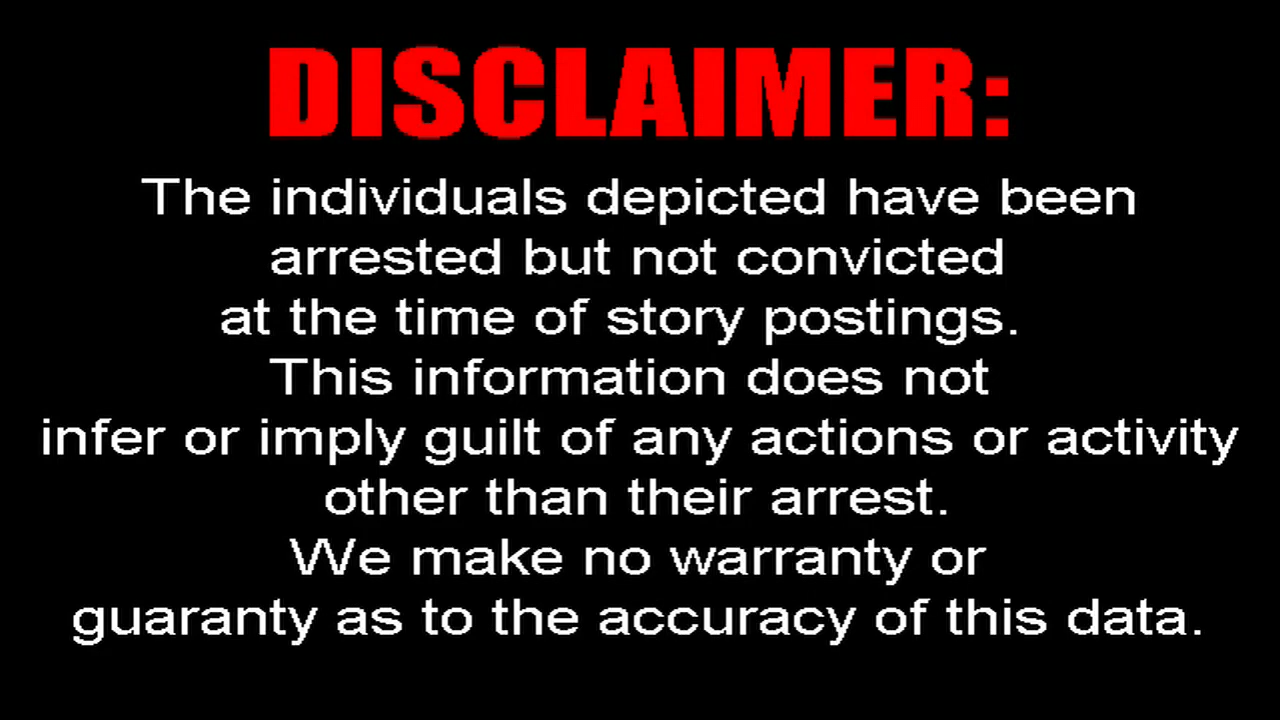 DISCLAIMER:
The individuals depicted have been
arrested but not convicted
at the time of story postings.
This information does not
infer or imply guilt of any actions or activity
other than their arrest.
We make no warranty or
guaranty as to the accuracy of this data.